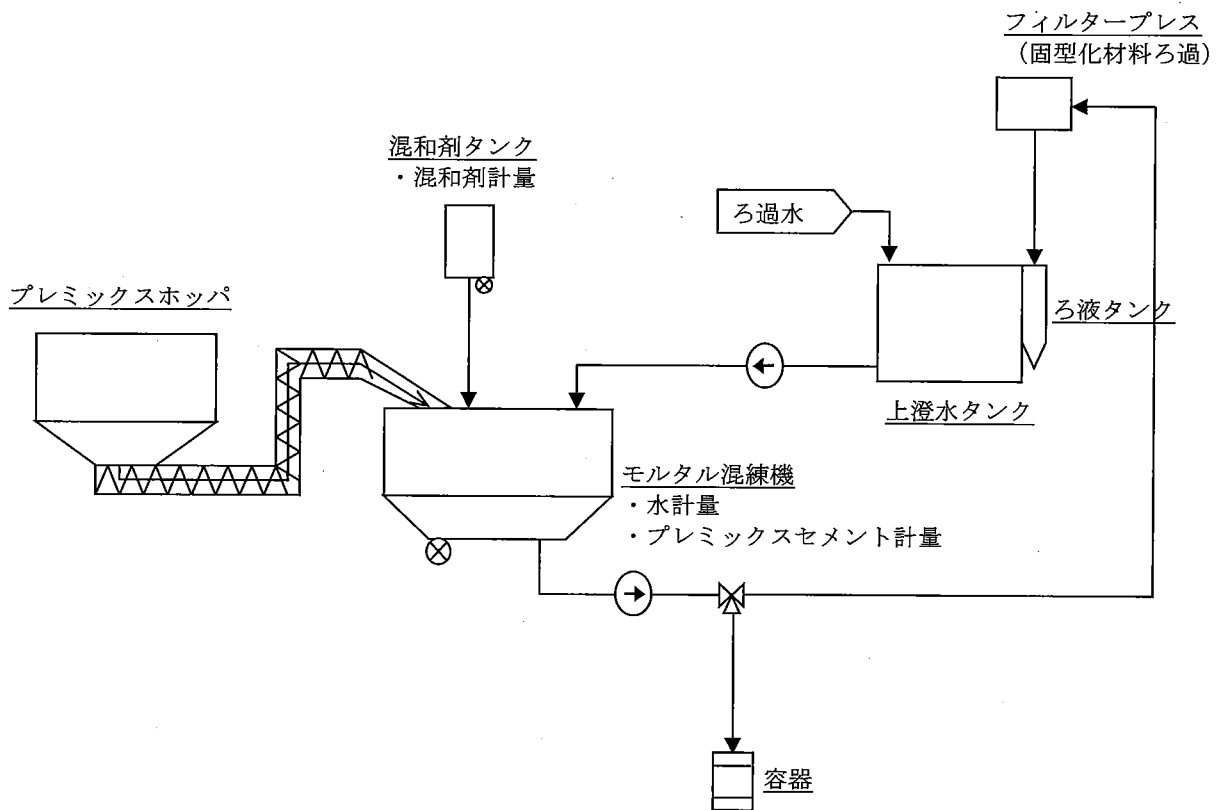 フィルタープレス
（固型化材料ろ過）
混和剤タンク
・混和剤計量
ろ過水
プレミックスホッパ
ろ液タンク
上澄水タンク
モルタル混練機
・水計量
・プレミックスセメント計量
容器